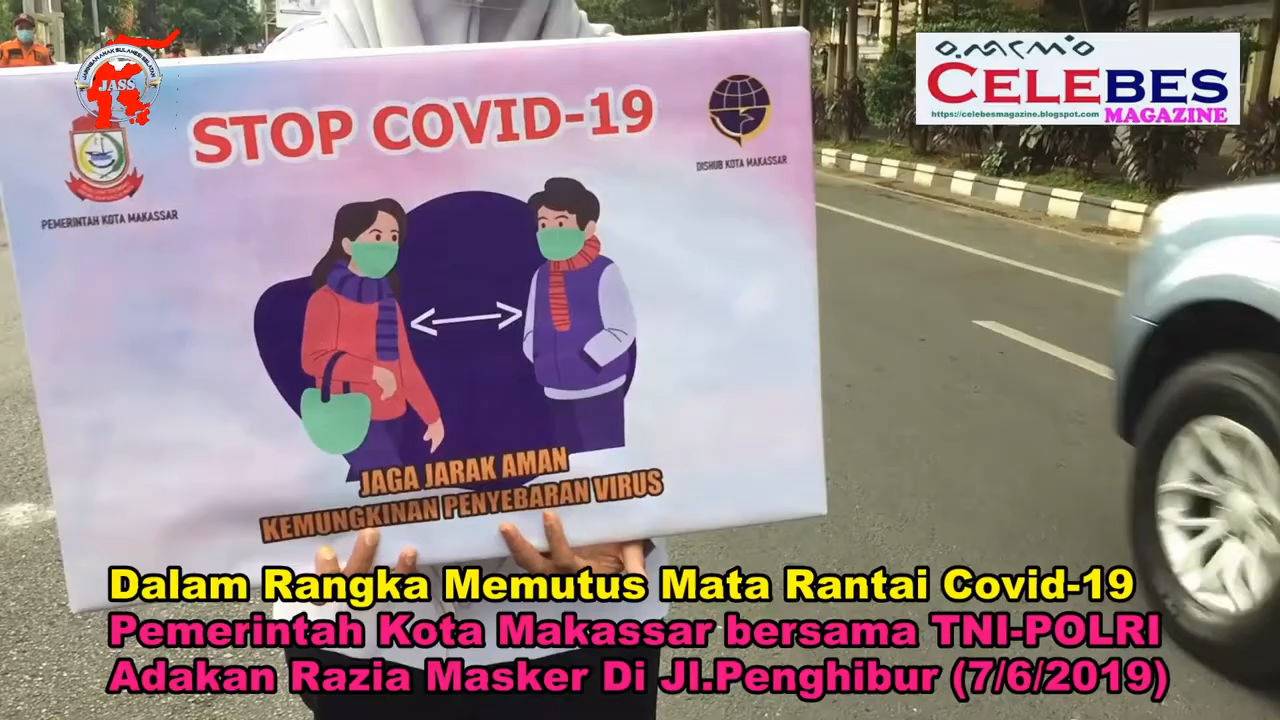 JASS
STOP COVID-19
PEMERINTAH KOTA MAKASSAR
DISHUB KOTA MAKASSAR
ᨔᨘᨒᨕᨙᨔᨗ
CELEBES
MAGAZINE
https://celebesmagazine.blogspot.com
JAGA JARAK AMAN
KEMUNGKINAN PENYEBARAN VIRUS
Dalam Rangka Memutus Mata Rantai Covid-19
Pemerintah Kota Makassar bersama TNI-POLRI
Adakan Razia Masker Di Jl.Penghibur (7/6/2019)